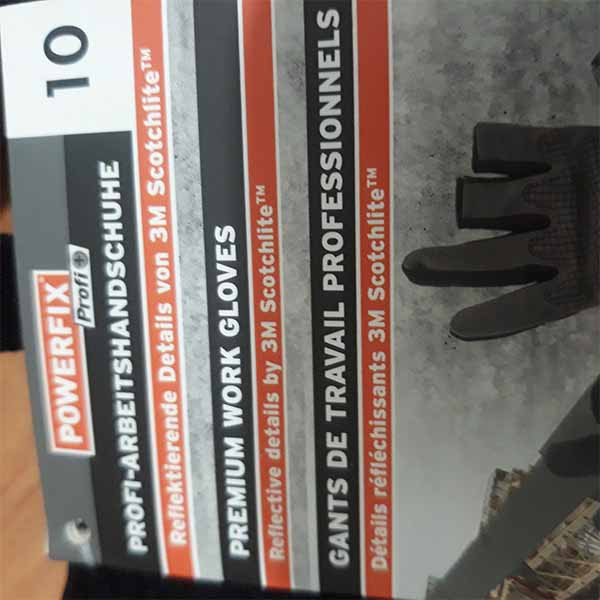 10
POWERFIX®
Profi+
PROFI-ARBEITSHANDSCHUHE
Reflektierende Details von 3M Scotchlite™
PREMIUM WORK GLOVES
Reflective details by 3M Scotchlite™
GANTS DE TRAVAIL PROFESSIONNELS
Détails réfléchissants 3M Scotchlite™